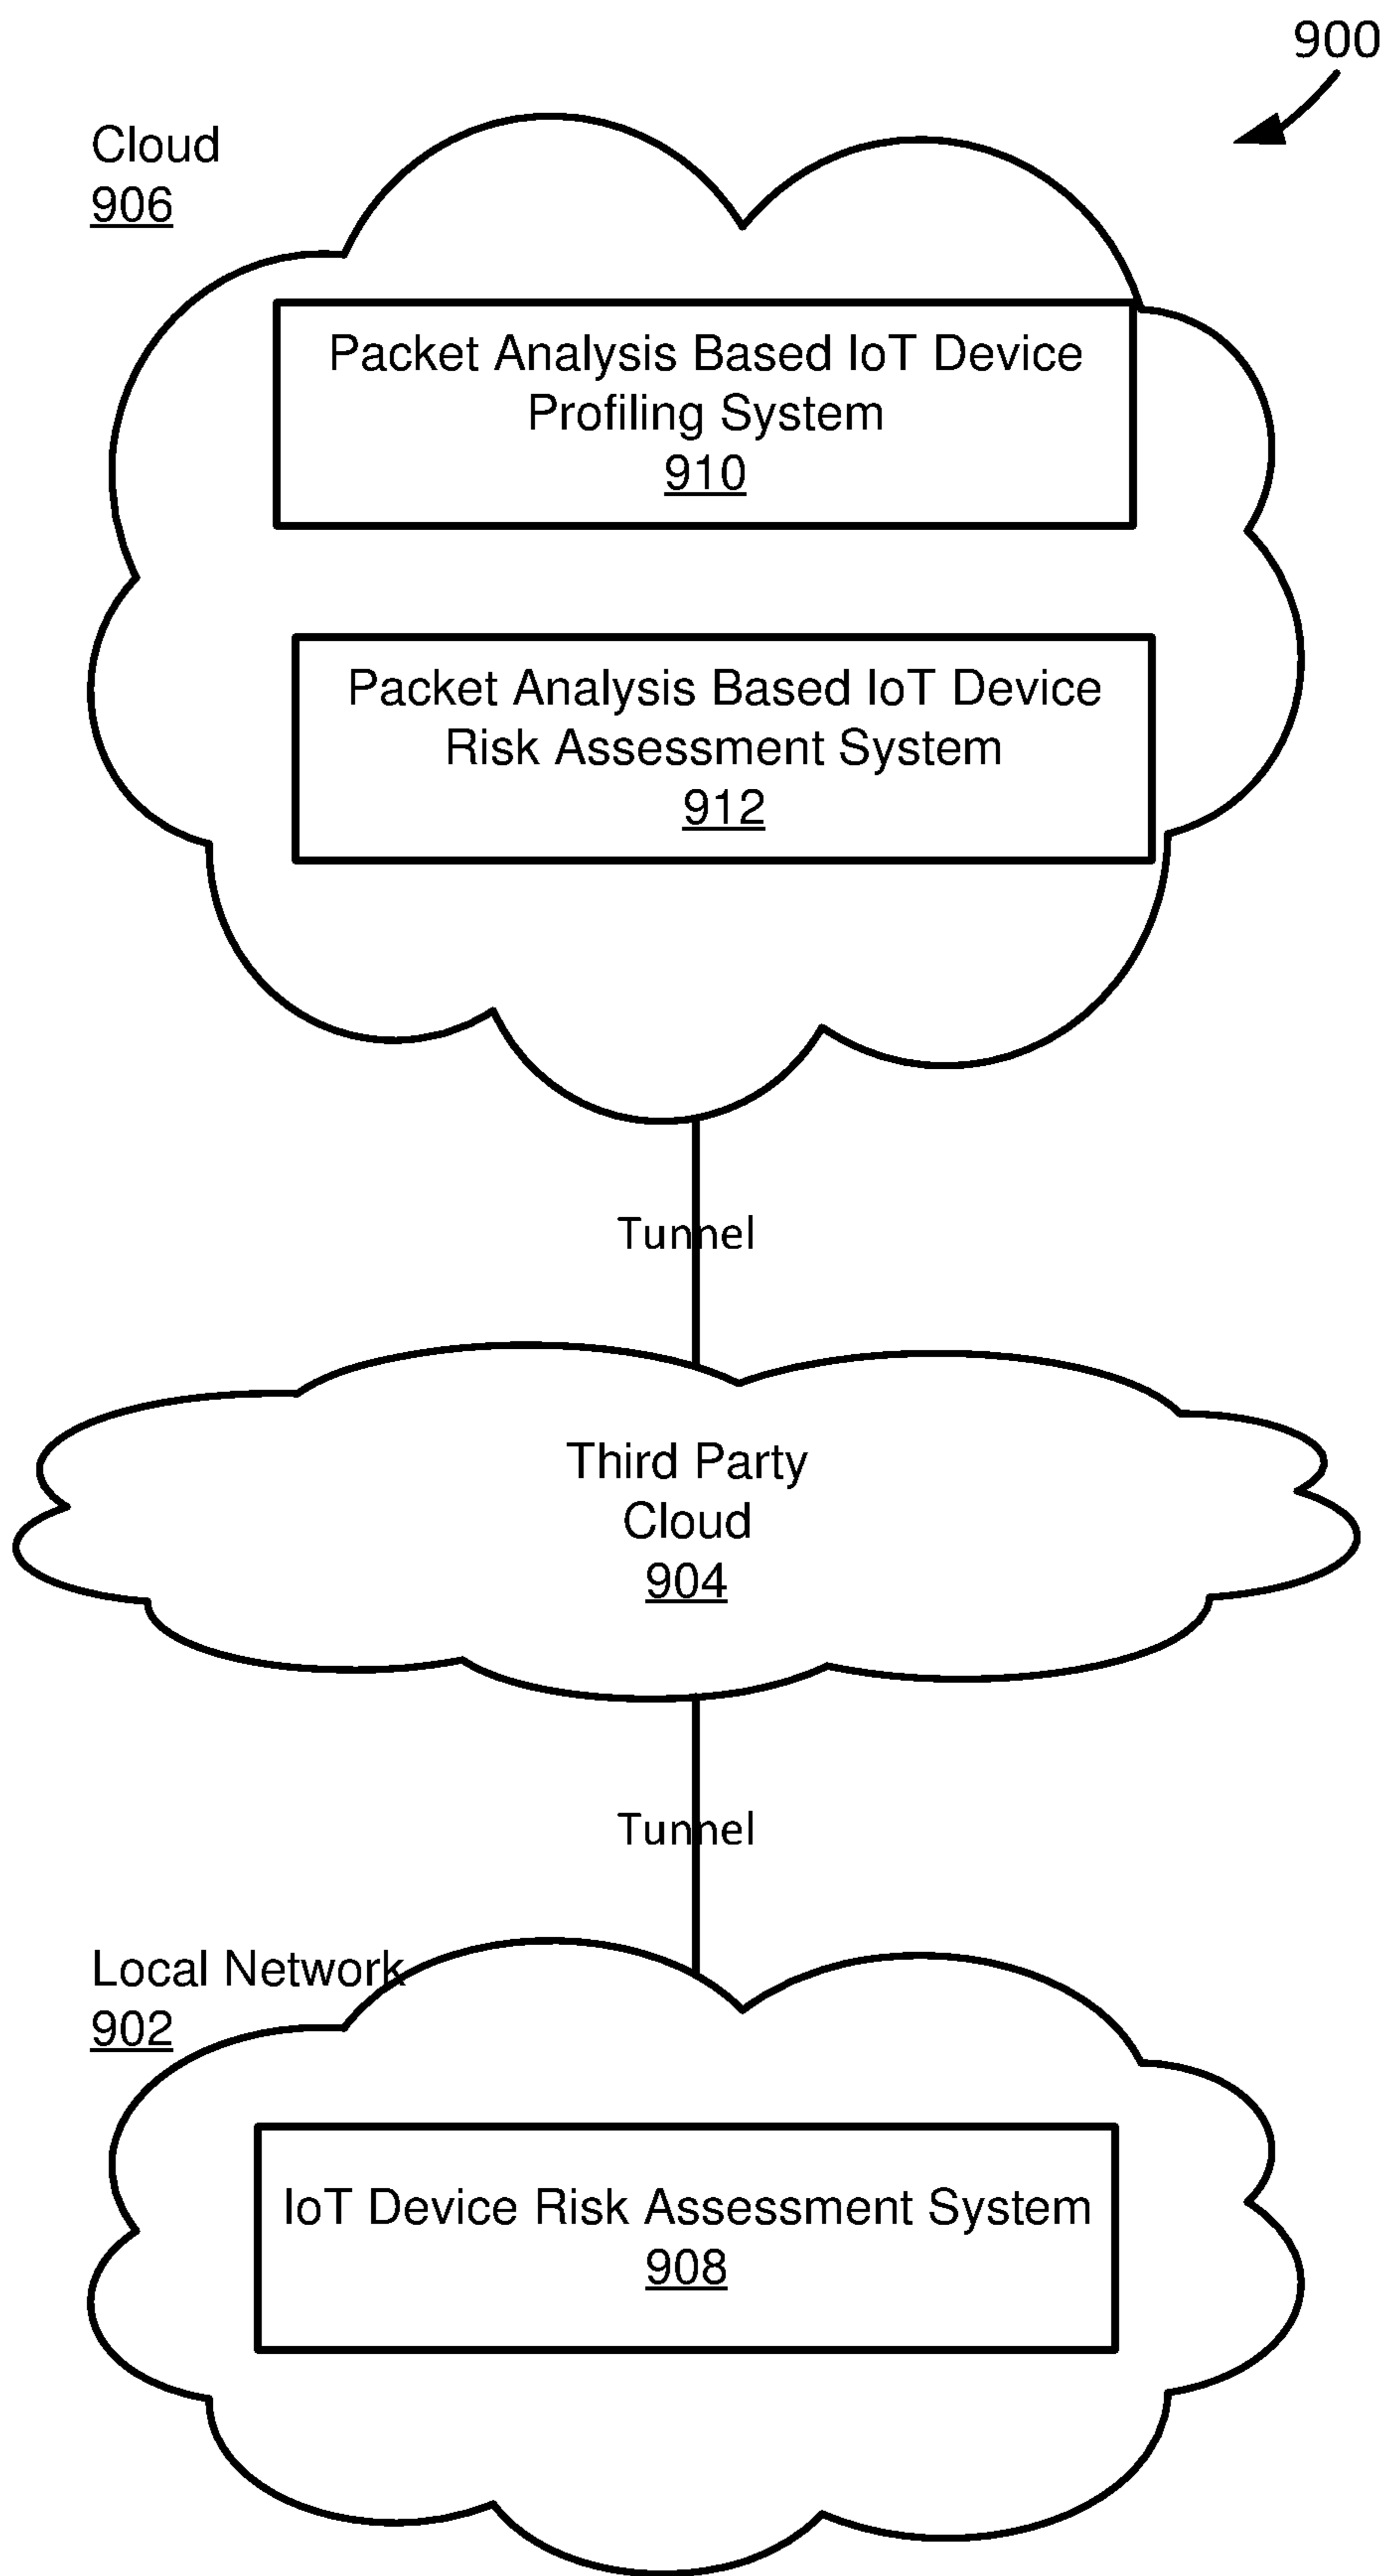 900
Cloud
906
Packet Analysis Based IoT Device
Profiling System
910
Packet Analysis Based IoT Device
Risk Assessment System
912
Tunnel
Third Party
Cloud
904
Tunnel
Local Network
902
IoT Device Risk Assessment System
908